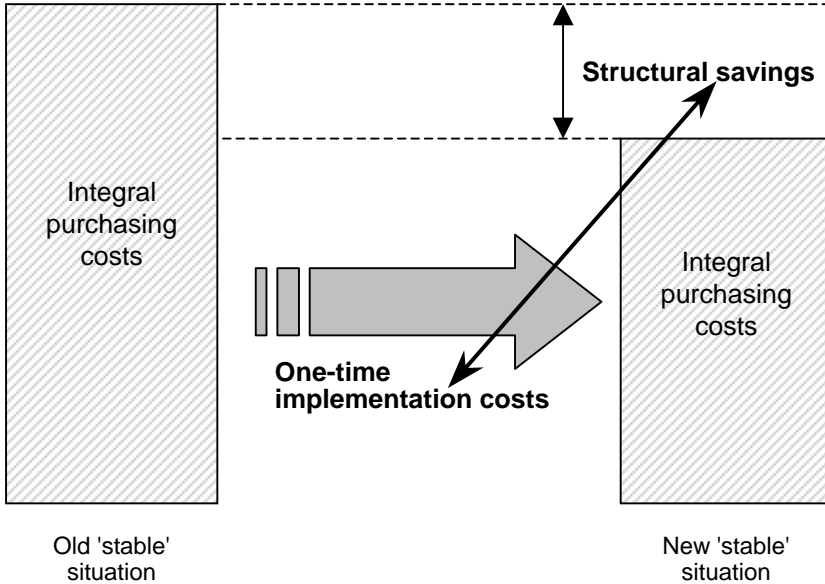 Structural savings
Integral
purchasing
costs
Integral
purchasing
costs
One-time
implementation costs
Old 'stable'
situation
New 'stable'
situation